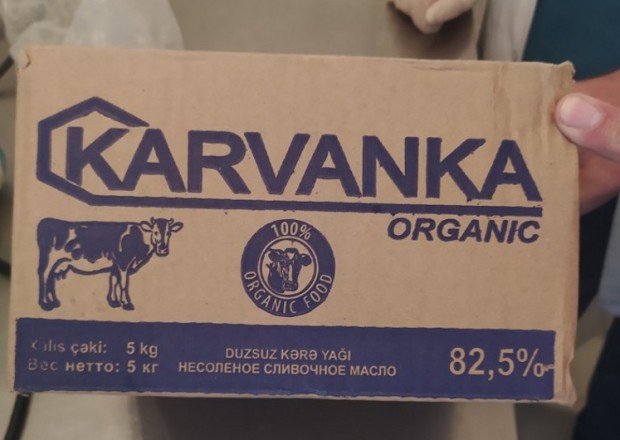 KARVANKA
ORGANIC
100%
ORGANIC FOOD
Xalis çəki: 5 kg
Вес нетто: 5 кг
DUZSUZ KƏRƏ YAĞI
НЕСОЛЕНОЕ СЛИВОЧНОЕ МАСЛО
82,5%